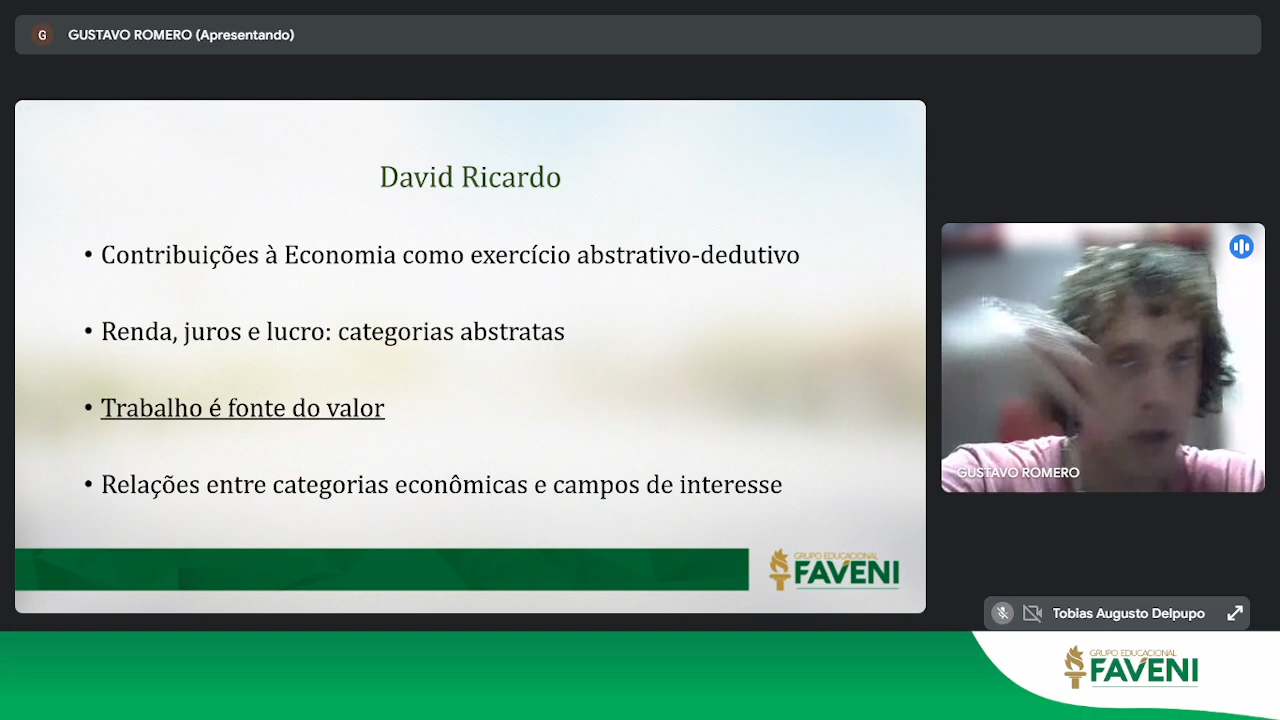 G GUSTAVO ROMERO (Apresentando)
David Ricardo
• Contribuições à Economia como exercício abstrativo-dedutivo
• Renda, juros e lucro: categorias abstratas
• Trabalho é fonte do valor
• Relações entre categorias econômicas e campos de interesse
GRUPO EDUCACIONAL
FAVENI
GUSTAVO ROMERO
Tobias Augusto Delpupo
GRUPO EDUCACIONAL
FAVENI